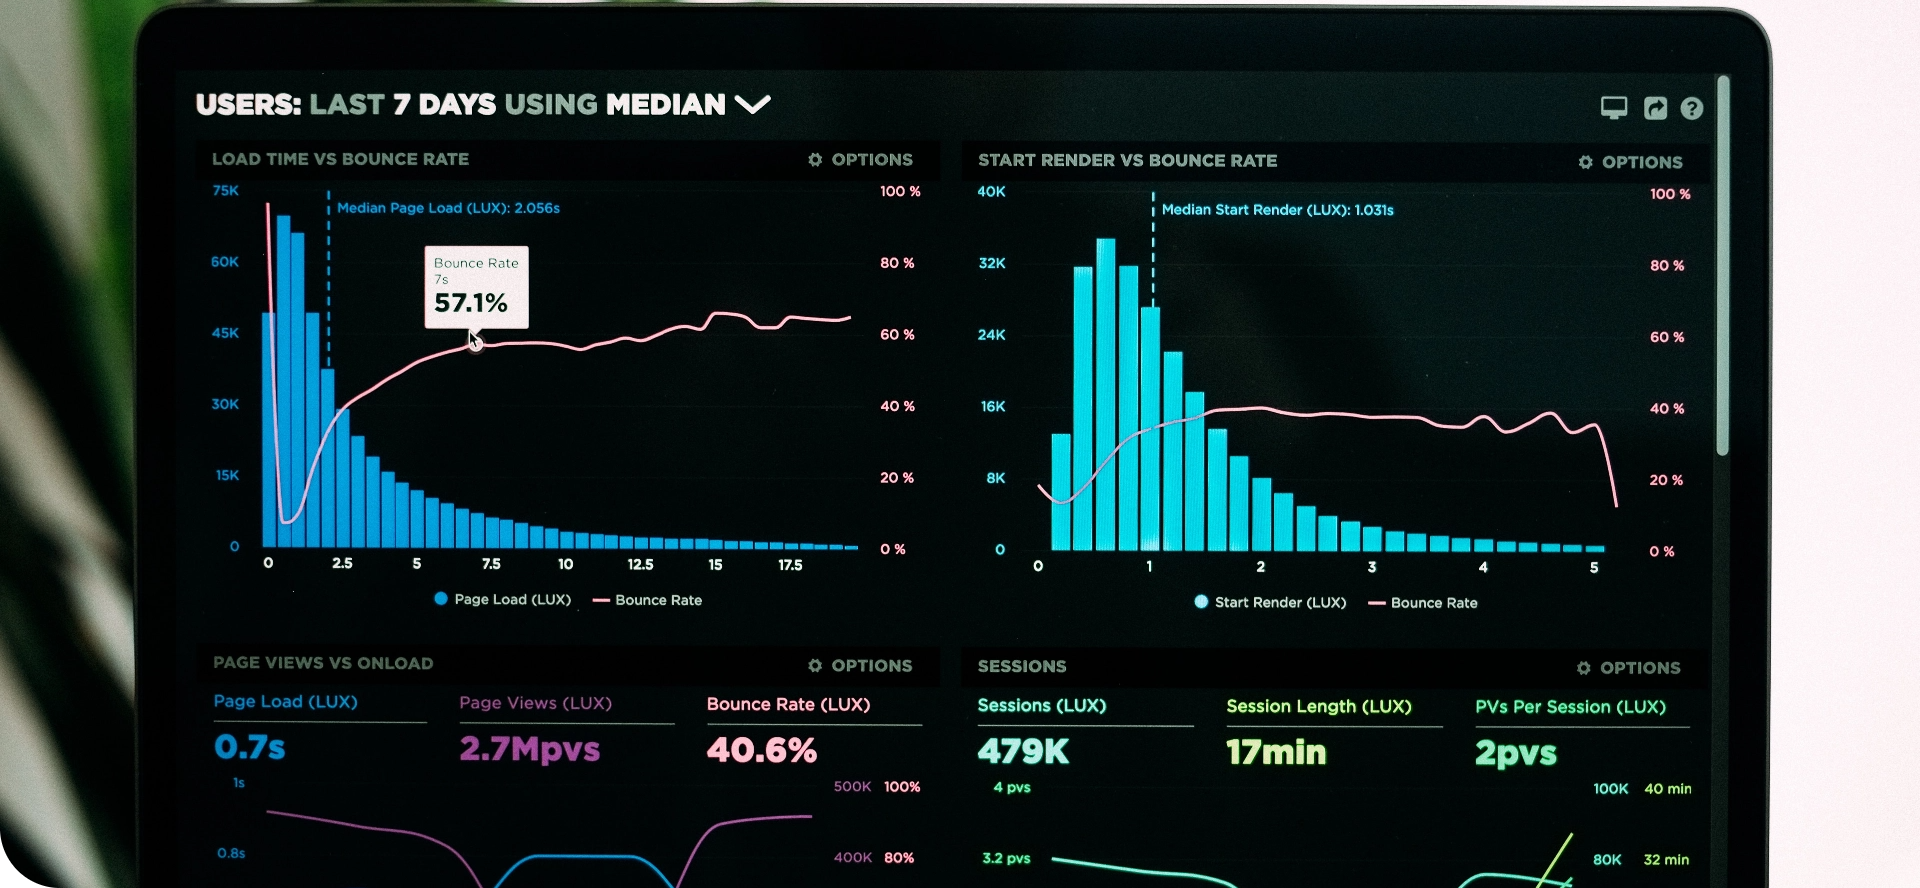 USERS: LAST 7 DAYS USING MEDIAN
LOAD TIME VS BOUNCE RATE
OPTIONS
75K
60K
45K
30K
15K
0
Median Page Load (LUX): 2.056s
Bounce Rate
7s
57.1%
100 %
80 %
60 %
40 %
20 %
0 %
0 2.5 5 7.5 10 12.5 15 17.5
Page Load (LUX) Bounce Rate
START RENDER VS BOUNCE RATE
OPTIONS
40K
32K
24K
16K
8K
0
Median Start Render (LUX): 1.031s
100 %
80 %
60 %
40 %
20 %
0 %
0 1 2 3 4 5
Start Render (LUX) Bounce Rate
PAGE VIEWS VS ONLOAD
OPTIONS
Page Load (LUX)
0.7s
Page Views (LUX)
2.7Mpvs
Bounce Rate (LUX)
40.6%
1s
0.8s
500K 100%
400K 80%
SESSIONS
OPTIONS
Sessions (LUX)
479K
Session Length (LUX)
17min
PVs Per Session (LUX)
2pvs
4 pvs
3.2 pvs
100K 40 min
80K 32 min